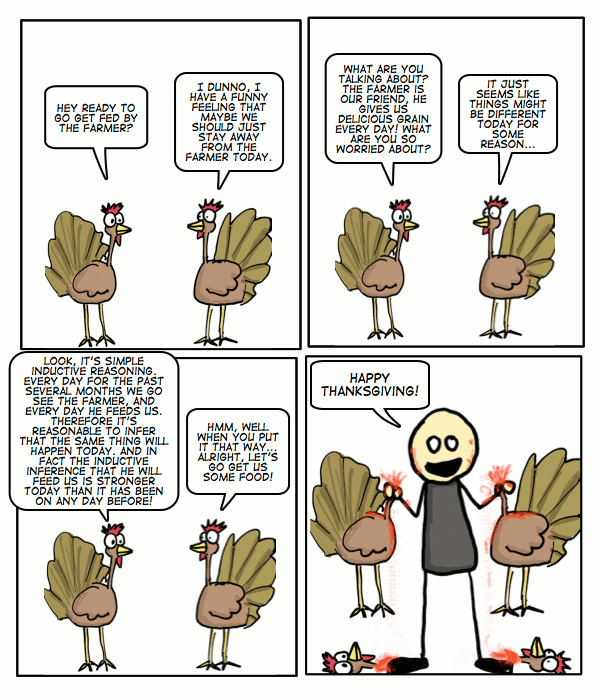 HEY READY TO
GO GET FED BY
THE FARMER?
I DUNNO, I
HAVE A FUNNY
FEELING THAT
MAYBE WE
SHOULD JUST
STAY AWAY
FROM THE
FARMER TODAY.
WHAT ARE YOU
TALKING ABOUT?
THE FARMER IS
OUR FRIEND, HE
GIVES US
DELICIOUS GRAIN
EVERY DAY! WHAT
ARE YOU SO
WORRIED ABOUT?
IT JUST
SEEMS LIKE
THINGS MIGHT
BE DIFFERENT
TODAY FOR
SOME
REASON...
LOOK, IT'S SIMPLE
INDUCTIVE REASONING.
EVERY DAY FOR THE PAST
SEVERAL MONTHS WE GO
SEE THE FARMER, AND
EVERY DAY HE FEEDS US.
THEREFORE IT'S
REASONABLE TO INFER
THAT THE SAME THING WILL
HAPPEN TODAY. AND IN
FACT THE INDUCTIVE
INFERENCE THAT HE WILL
FEED US IS STRONGER
TODAY THAN IT HAS BEEN
ON ANY DAY BEFORE!
HMM, WELL
WHEN YOU PUT
IT THAT WAY...
ALRIGHT, LET'S
GO GET US
SOME FOOD!
HAPPY
THANKSGIVING!